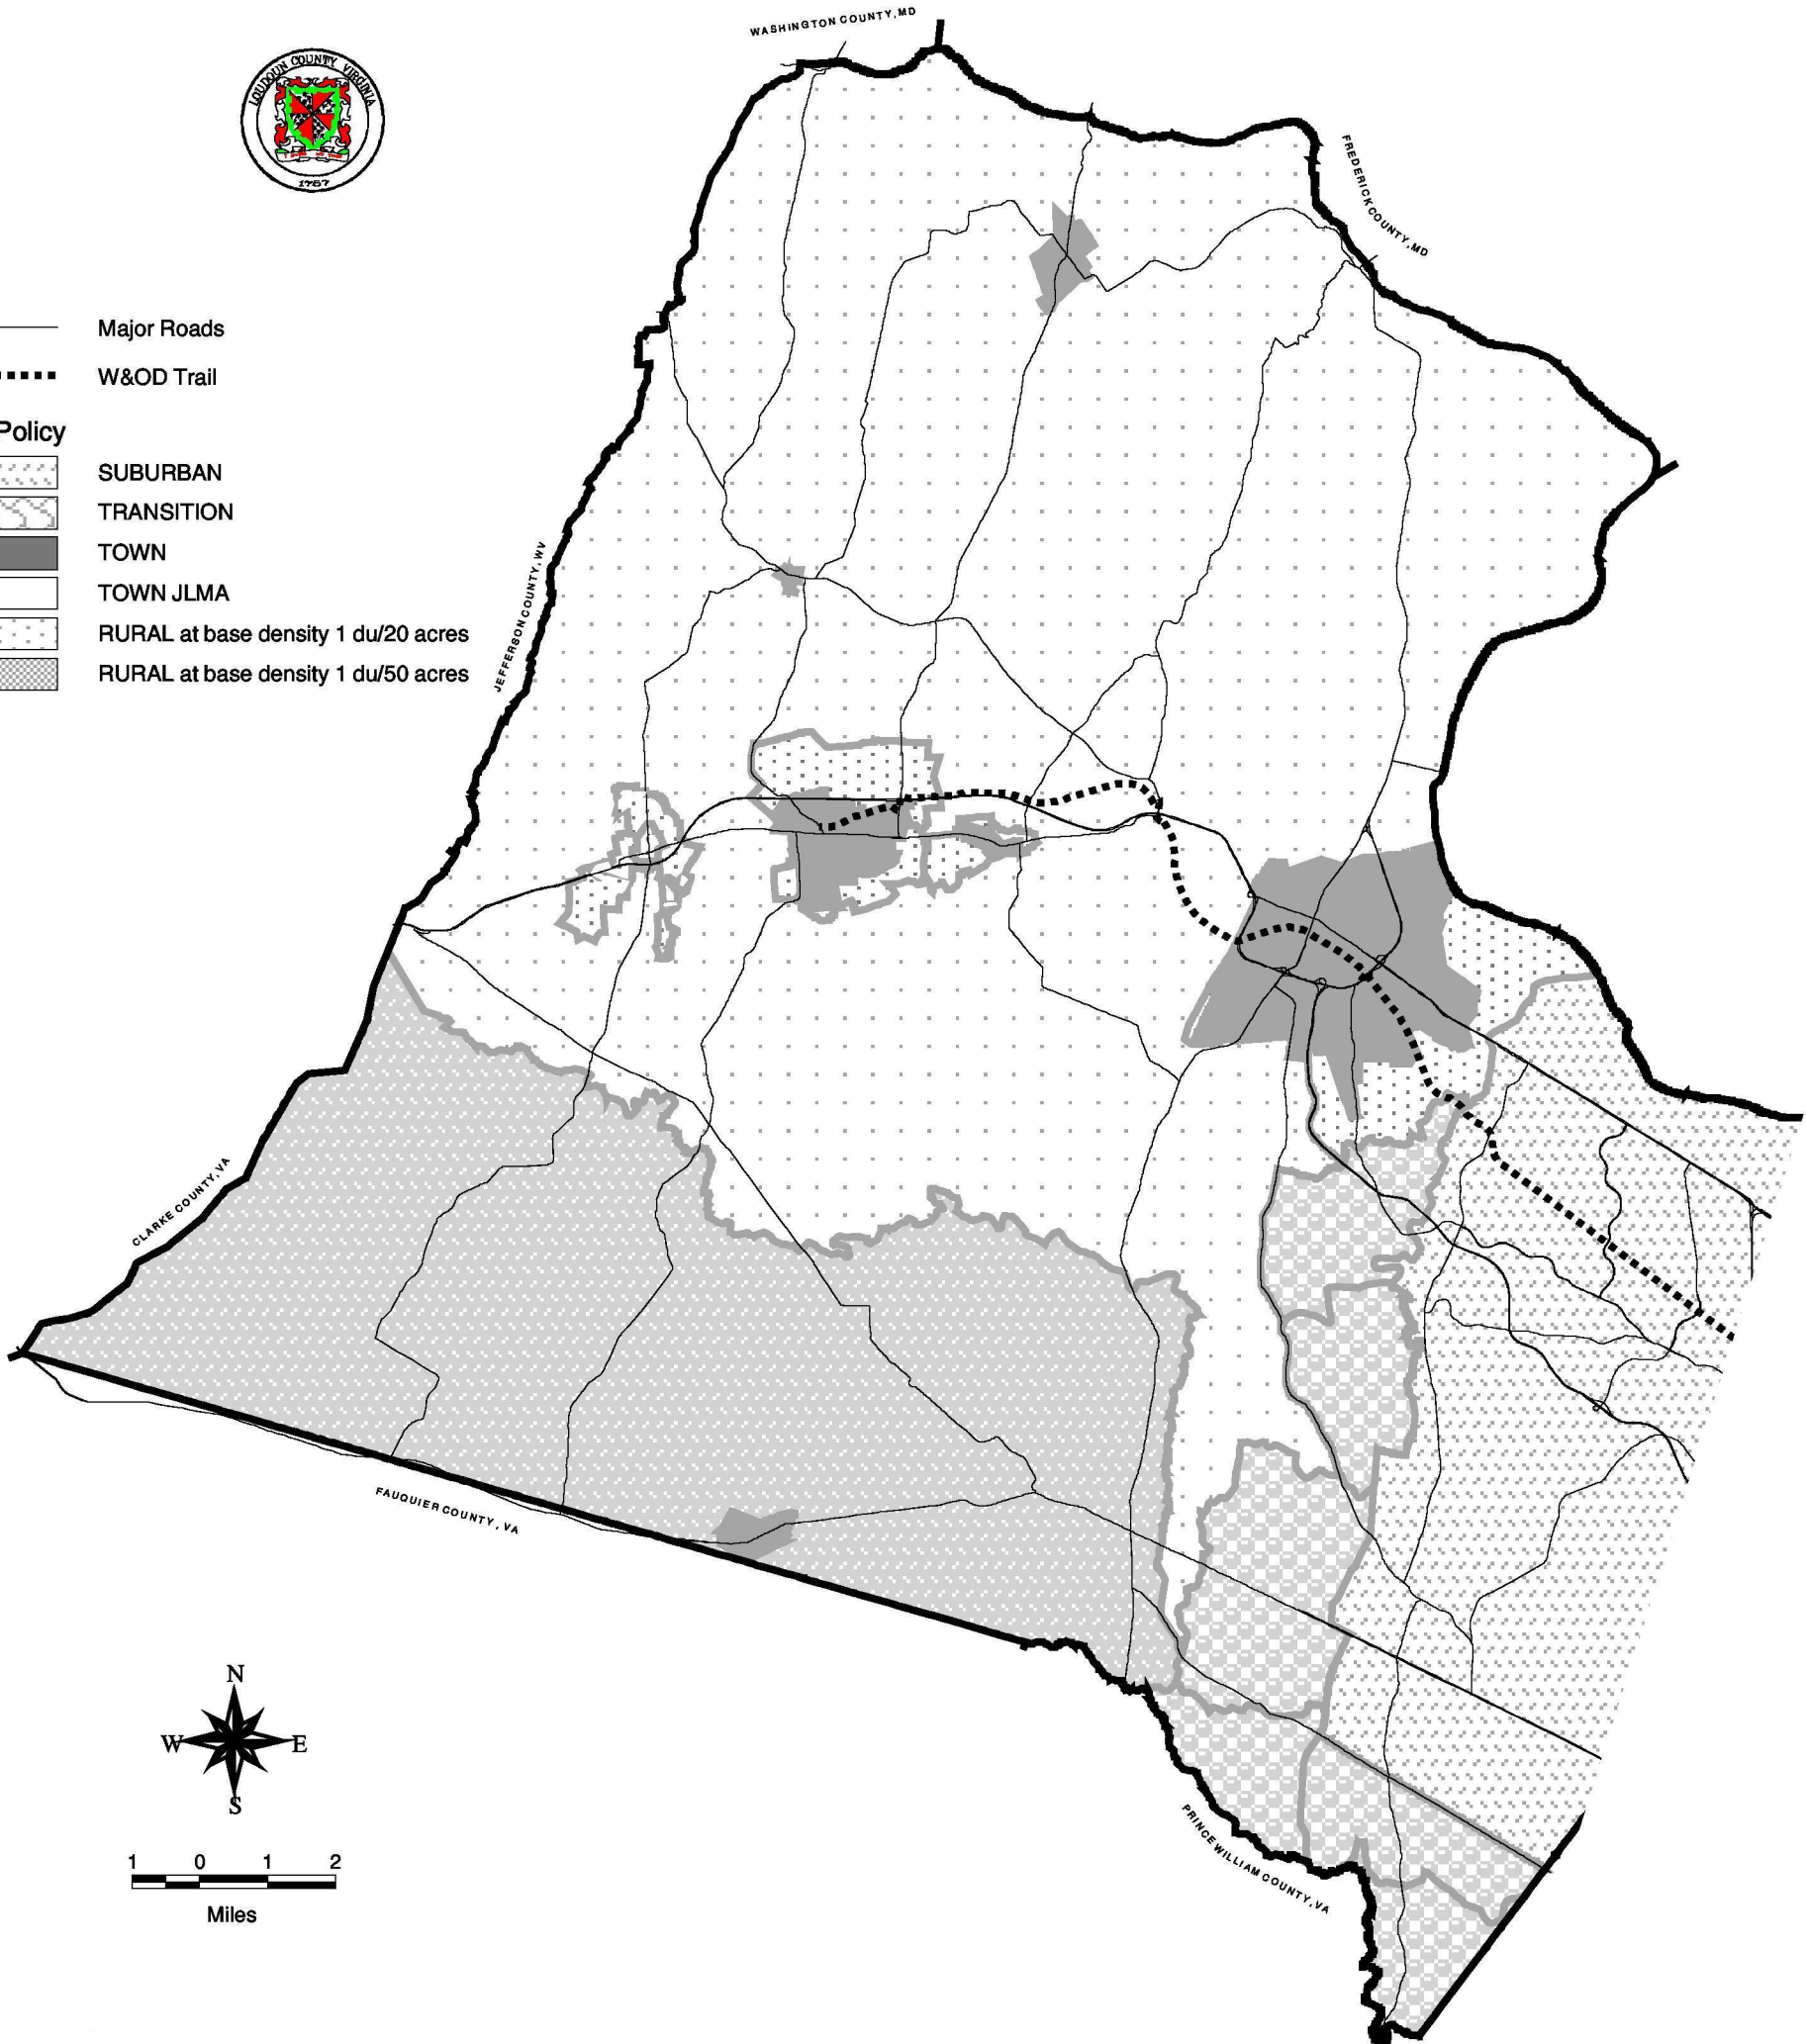 WASHINGTON COUNTY, MD
LOUDOUN COUNTY VIRGINIA
1757
FREDERICK COUNTY, MD
Major Roads
W&OD Trail
Policy
SUBURBAN
TRANSITION
TOWN
TOWN JLMA
RURAL at base density 1 du/20 acres
RURAL at base density 1 du/50 acres
JEFFERSON COUNTY, WV
CLARKE COUNTY, VA
FAUQUIER COUNTY, VA
PRINCE WILLIAM COUNTY, VA
N
W E
S
1 0 1 2
Miles